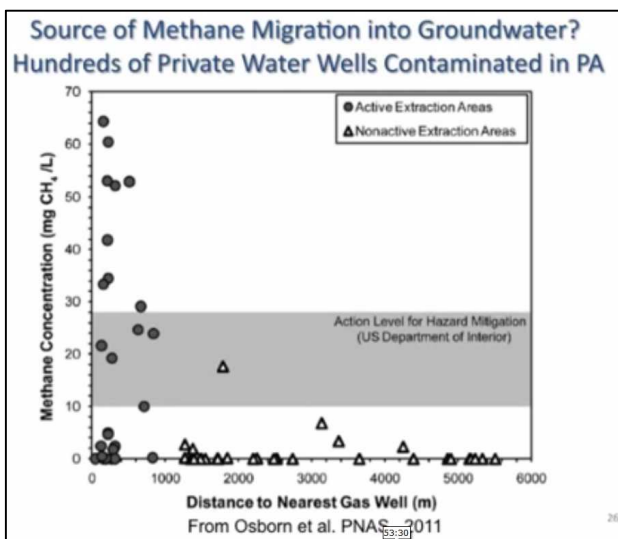 Source of Methane Migration into Groundwater?
Hundreds of Private Water Wells Contaminated in PA
70
60
50
40
30
20
10
0
Methane Concentration (mg CH₄ /L)
Active Extraction Areas
Nonactive Extraction Areas
Action Level for Hazard Mitigation
(US Department of Interior)
0 1000 2000 3000 4000 5000 6000
Distance to Nearest Gas Well (m)
From Osborn et al. PNAS 2011
53:30
26